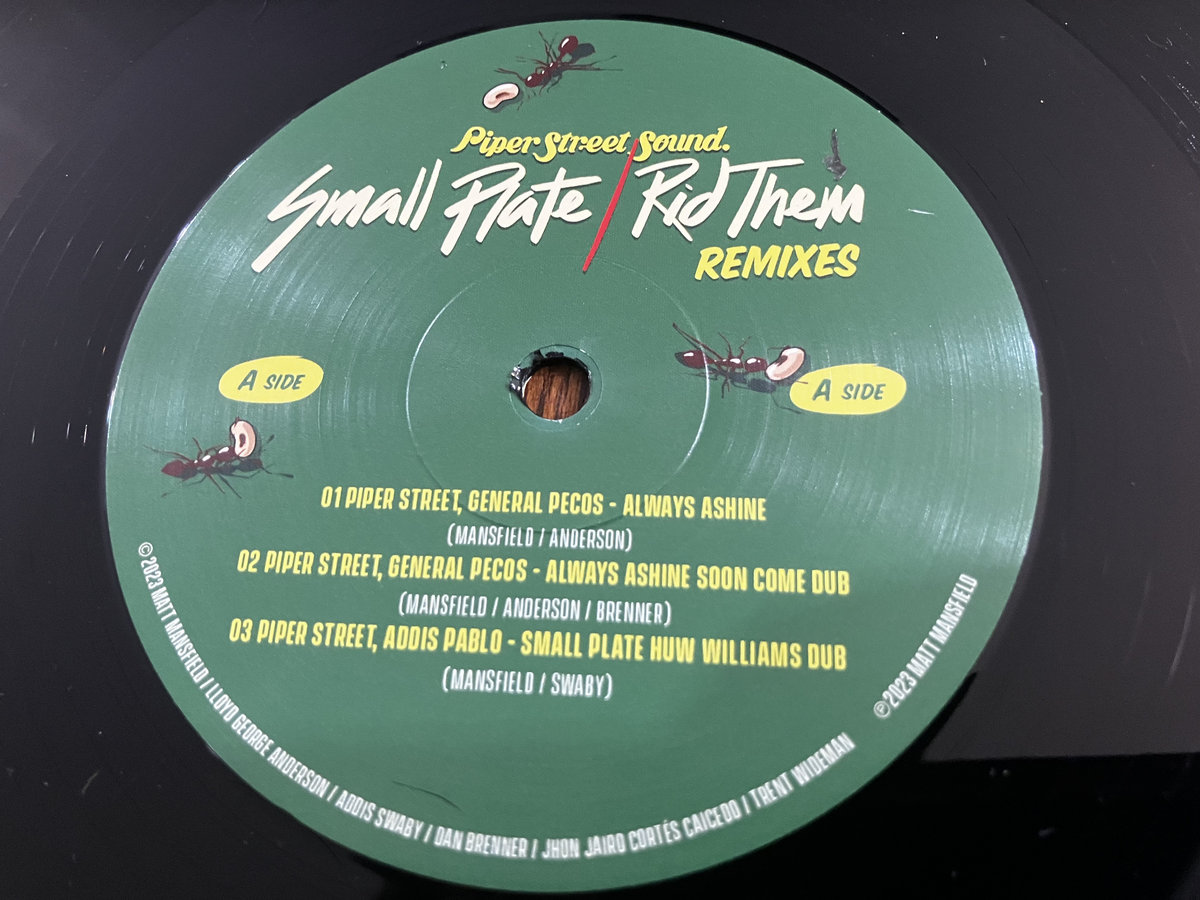 Piper Street Sound.
Small Plate / Rid Them
REMIXES
A SIDE
A SIDE
01 PIPER STREET, GENERAL PECOS - ALWAYS ASHINE
(MANSFIELD / ANDERSON)
02 PIPER STREET, GENERAL PECOS - ALWAYS ASHINE SOON COME DUB
(MANSFIELD / ANDERSON / BRENNER)
03 PIPER STREET, ADDIS PABLO - SMALL PLATE HUW WILLIAMS DUB
(MANSFIELD / SWABY)
©2023 MATT MANSFIELD / LLOYD GEORGE ANDERSON / ADDIS SWABY / DAN BRENNER / JHON JAIRO CORTÉS CAICEDO / TRENT WIDEMAN
℗2023 MATT MANSFIELD